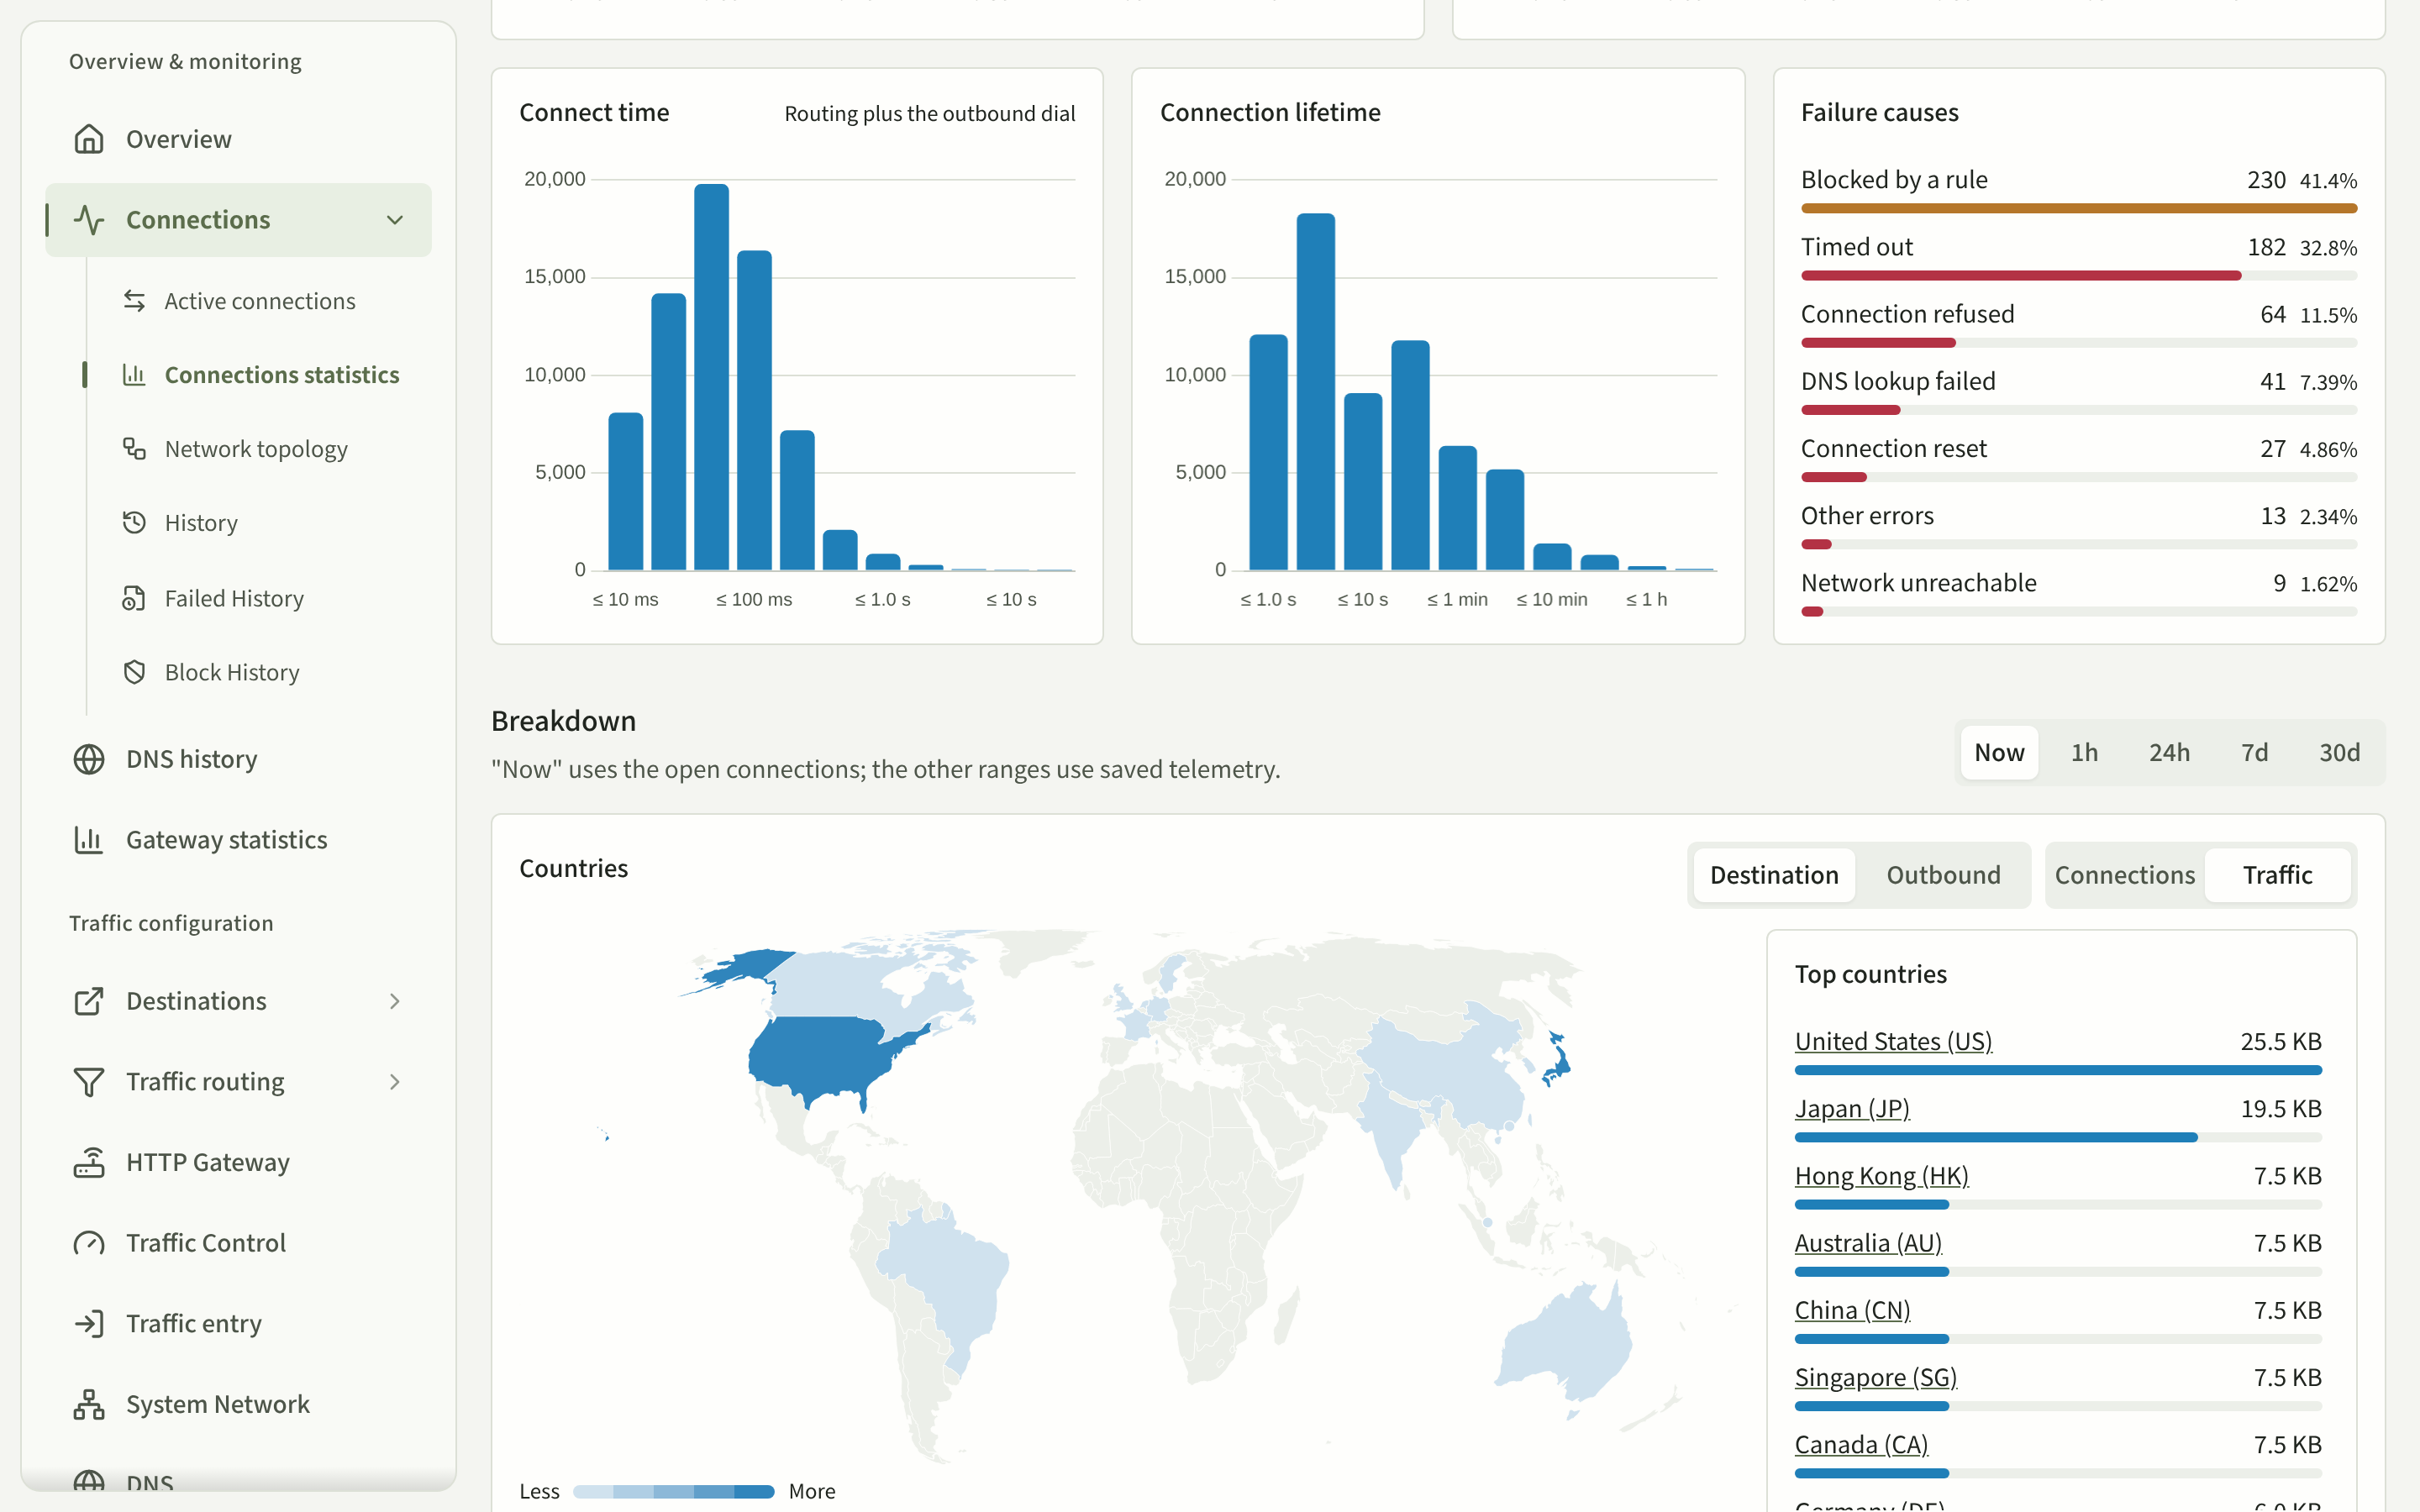 Overview & monitoring
Overview
Connections
Active connections
Connections statistics
Network topology
History
Failed History
Block History
DNS history
Gateway statistics
Traffic configuration
Destinations
Traffic routing
HTTP Gateway
Traffic Control
Traffic entry
System Network
DNS
Connect time
Routing plus the outbound dial
20,000
15,000
10,000
5,000
0
≤ 10 ms ≤ 100 ms ≤ 1.0 s ≤ 10 s
Connection lifetime
20,000
15,000
10,000
5,000
0
≤ 1.0 s ≤ 10 s ≤ 1 min ≤ 10 min ≤ 1 h
Failure causes
Blocked by a rule 230 41.4%
Timed out 182 32.8%
Connection refused 64 11.5%
DNS lookup failed 41 7.39%
Connection reset 27 4.86%
Other errors 13 2.34%
Network unreachable 9 1.62%
Breakdown
"Now" uses the open connections; the other ranges use saved telemetry.
Now 1h 24h 7d 30d
Countries
Destination Outbound Connections Traffic
Less More
Top countries
United States (US) 25.5 KB
Japan (JP) 19.5 KB
Hong Kong (HK) 7.5 KB
Australia (AU) 7.5 KB
China (CN) 7.5 KB
Singapore (SG) 7.5 KB
Canada (CA) 7.5 KB
Germany (DE) 6.0 KB